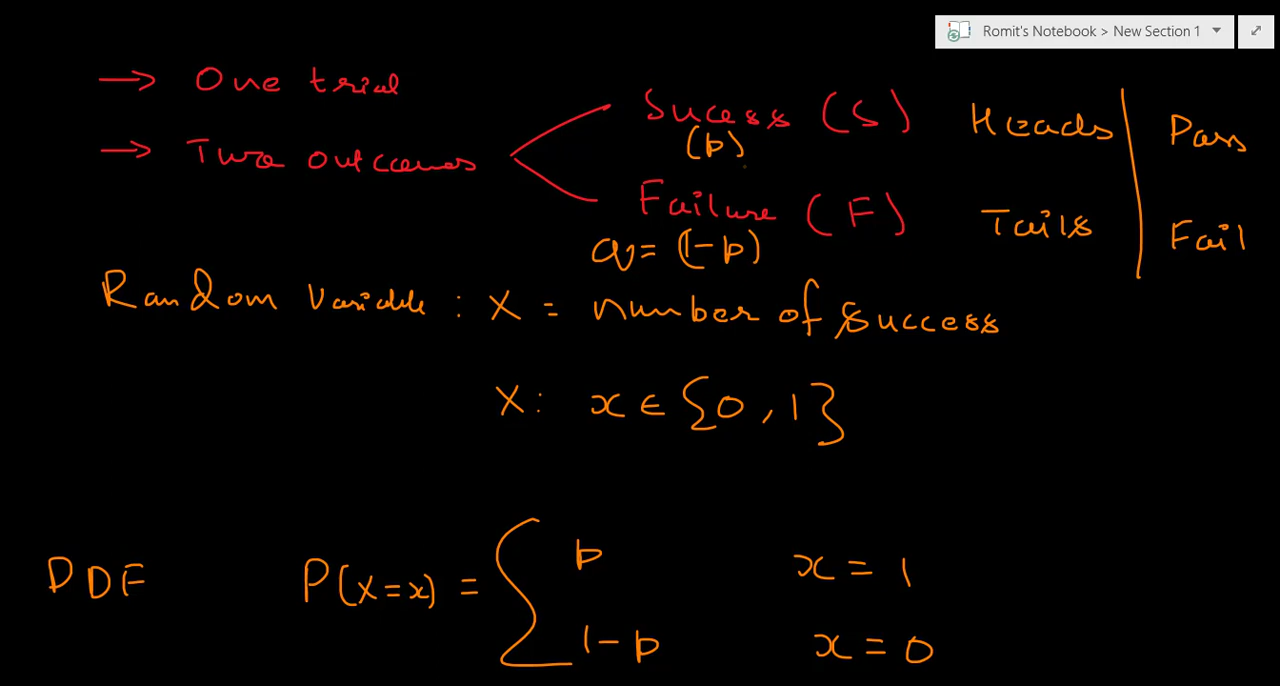 Romit's Notebook > New Section 1
→ One trial
Sucess (S) Heads | Pass
(p)
→ Two outcomes
Failure (F) Tails | Fail
q = (1-p)
Random Variable : X = number of success
X: x ∈ {0, 1}
PDF P(X=x) = { p x = 1
1-p x = 0